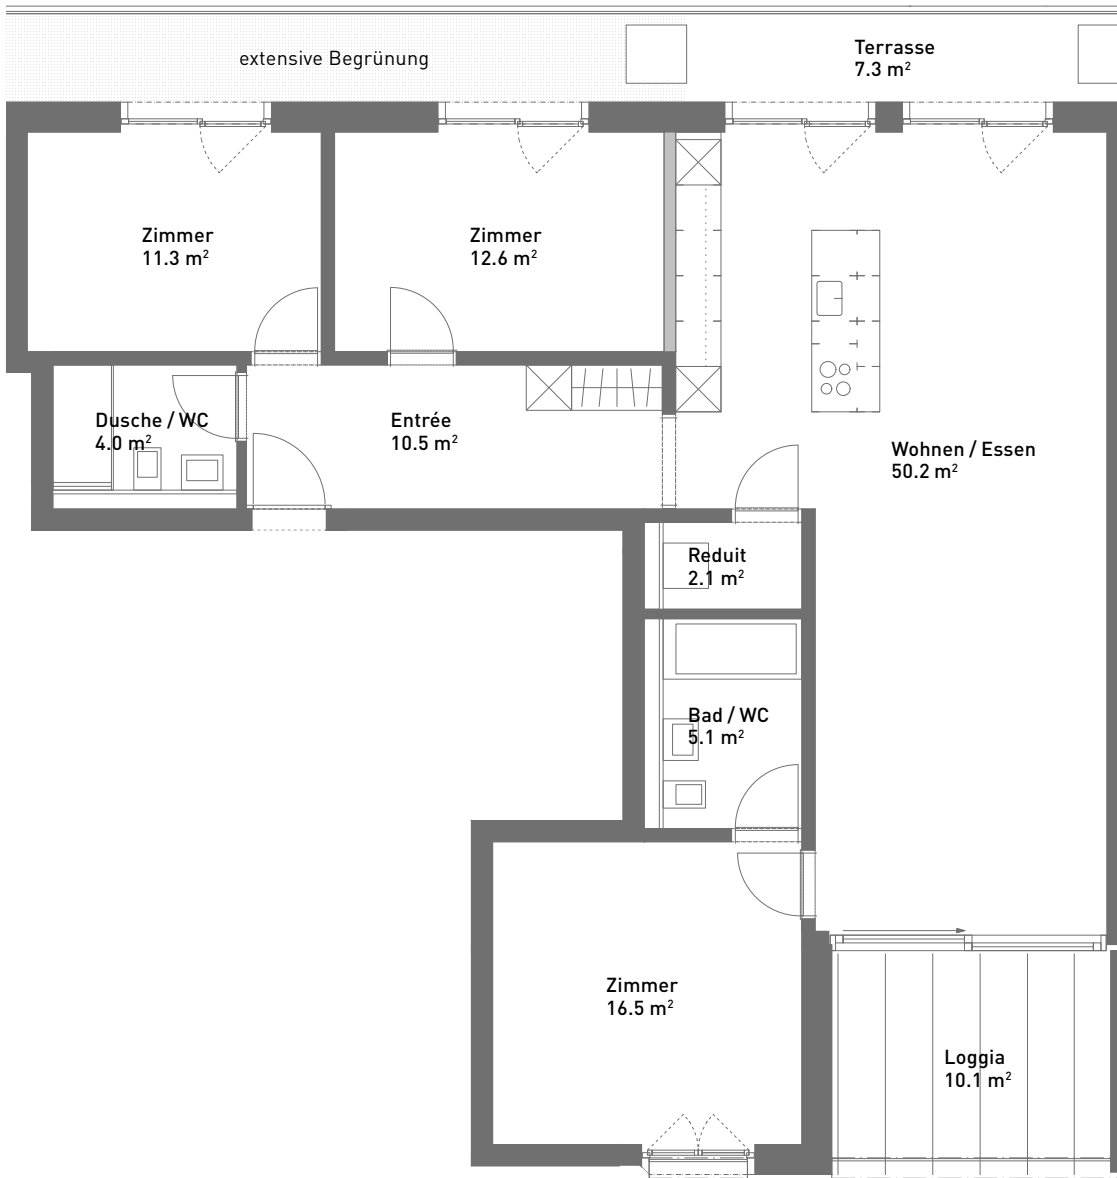 extensive Begrünung
Terrasse
7.3 m²
Zimmer
11.3 m²
Zimmer
12.6 m²
Dusche / WC
4.0 m²
Entrée
10.5 m²
Wohnen / Essen
50.2 m²
Reduit
2.1 m²
Bad / WC
5.1 m²
Zimmer
16.5 m²
Loggia
10.1 m²